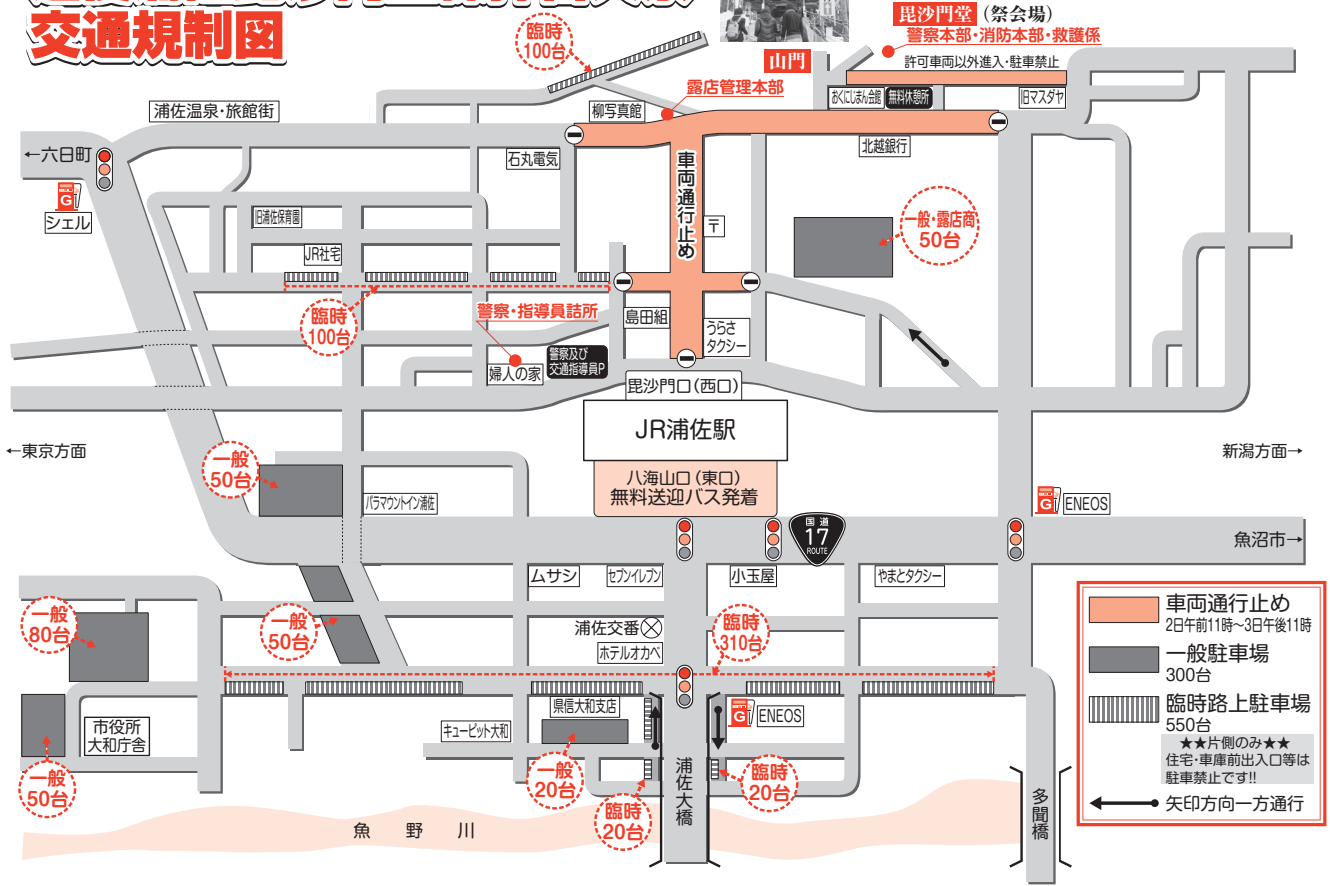 交通規制図
毘沙門堂 (祭会場)
警察本部・消防本部・救護係
許可車両以外進入・駐車禁止
山門
臨時
100台
露店管理本部
おくにじまん会館
無料休憩所
旧マスダヤ
浦佐温泉・旅館街
柳写真館
北越銀行
←六日町
石丸電気
車両通行止め
G
シェル
旧浦佐保育園
〒
一般・露店商
50台
JR社宅
臨時
100台
警察・指導員詰所
島田組
うらさ
タクシー
警察及び
交通指導員P
婦人の家
毘沙門口(西口)
JR浦佐駅
←東京方面
新潟方面→
一般
50台
八海山口(東口)
無料送迎バス発着
パラマウントイン浦佐
G
ENEOS
国道
17
ROUTE
魚沼市→
ムサシ
セブンイレブン
小玉屋
やまとタクシー
一般
80台
一般
50台
浦佐交番
臨時
310台
ホテルオカベ
市役所
大和庁舎
キューピット大和
県信大和支店
G
ENEOS
一般
50台
一般
20台
臨時
20台
臨時
20台
浦佐大橋
多聞橋
魚野川
車両通行止め
2日午前11時〜3日午後11時
一般駐車場
300台
臨時路上駐車場
550台
★★片側のみ★★
住宅・車庫前出入口等は
駐車禁止です!!
矢印方向一方通行